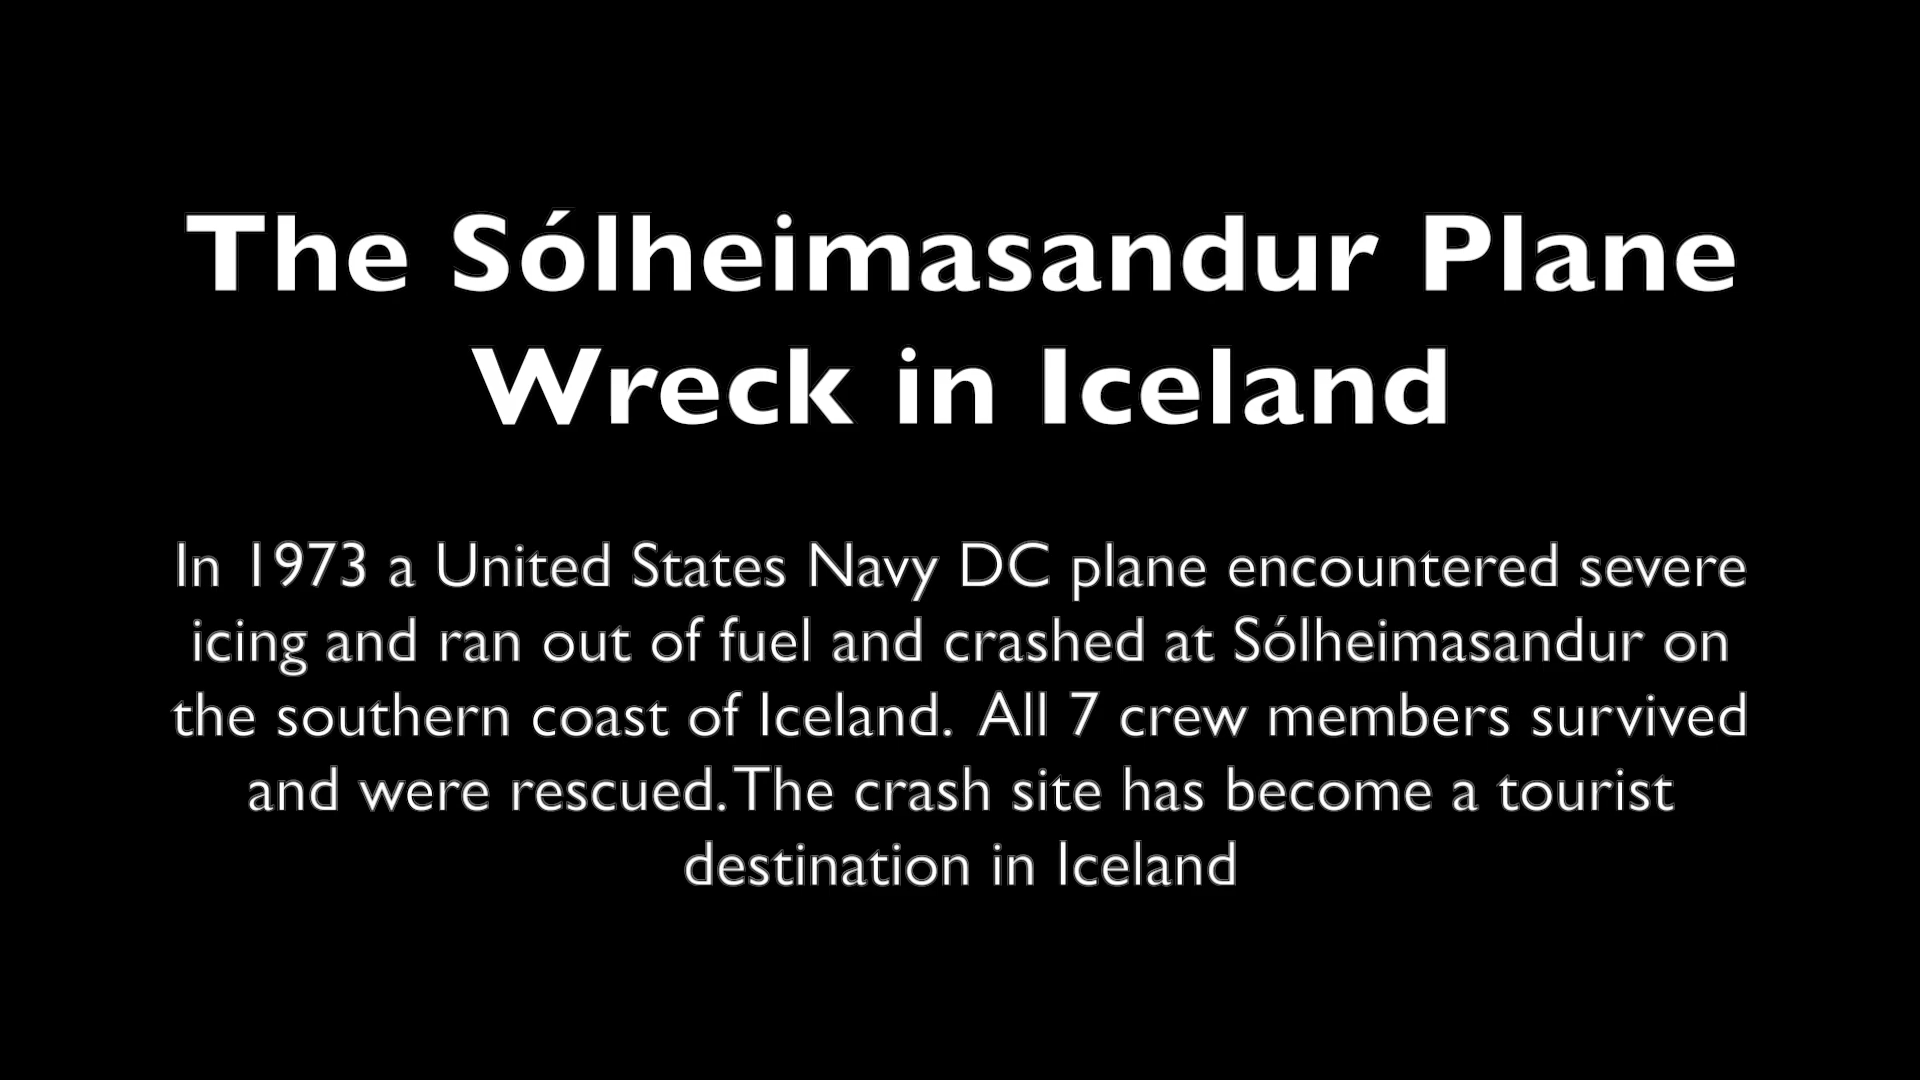 The Sólheimasandur Plane
Wreck in Iceland
In 1973 a United States Navy DC plane encountered severe
icing and ran out of fuel and crashed at Sólheimasandur on
the southern coast of Iceland.  All 7 crew members survived
and were rescued. The crash site has become a tourist
destination in Iceland